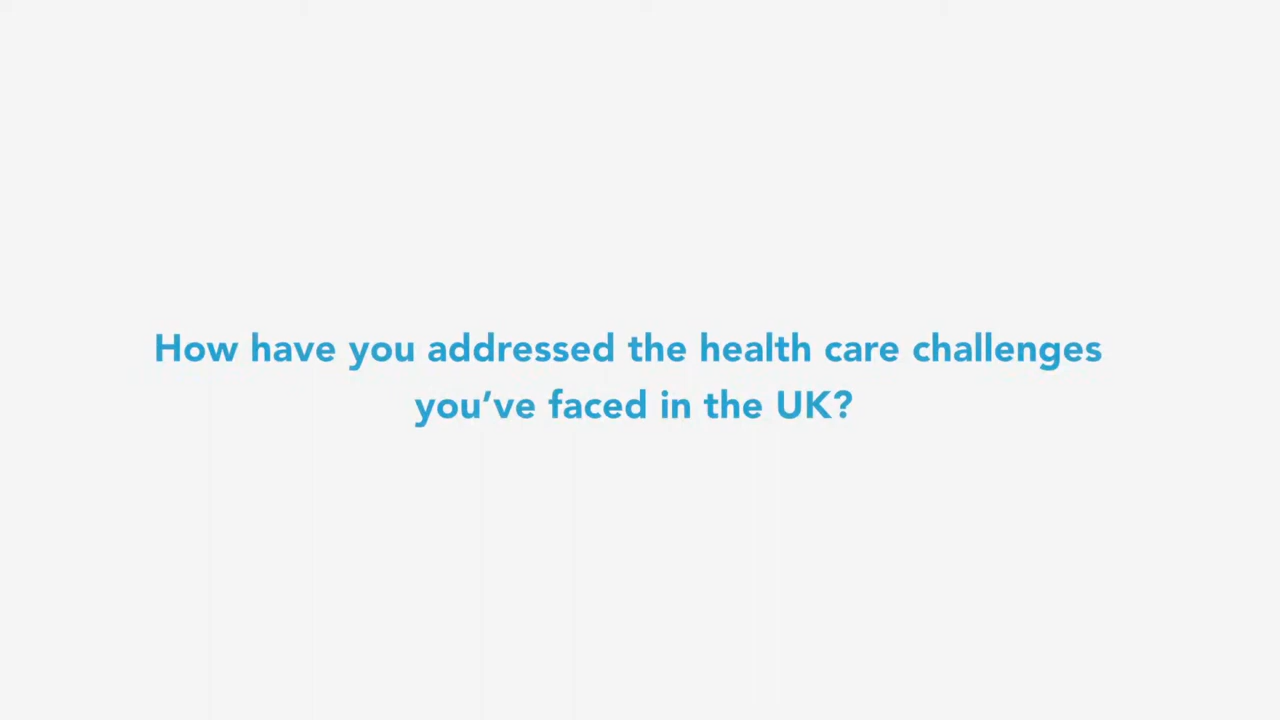 How have you addressed the health care challenges
you’ve faced in the UK?